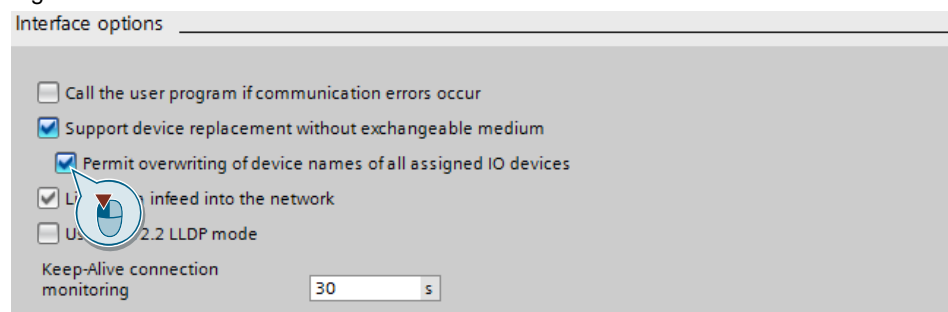 Interface options
Call the user program if communication errors occur
Support device replacement without exchangeable medium
Permit overwriting of device names of all assigned IO devices
infeed into the network
2.2 LLDP mode
Keep-Alive connection
monitoring
30 s